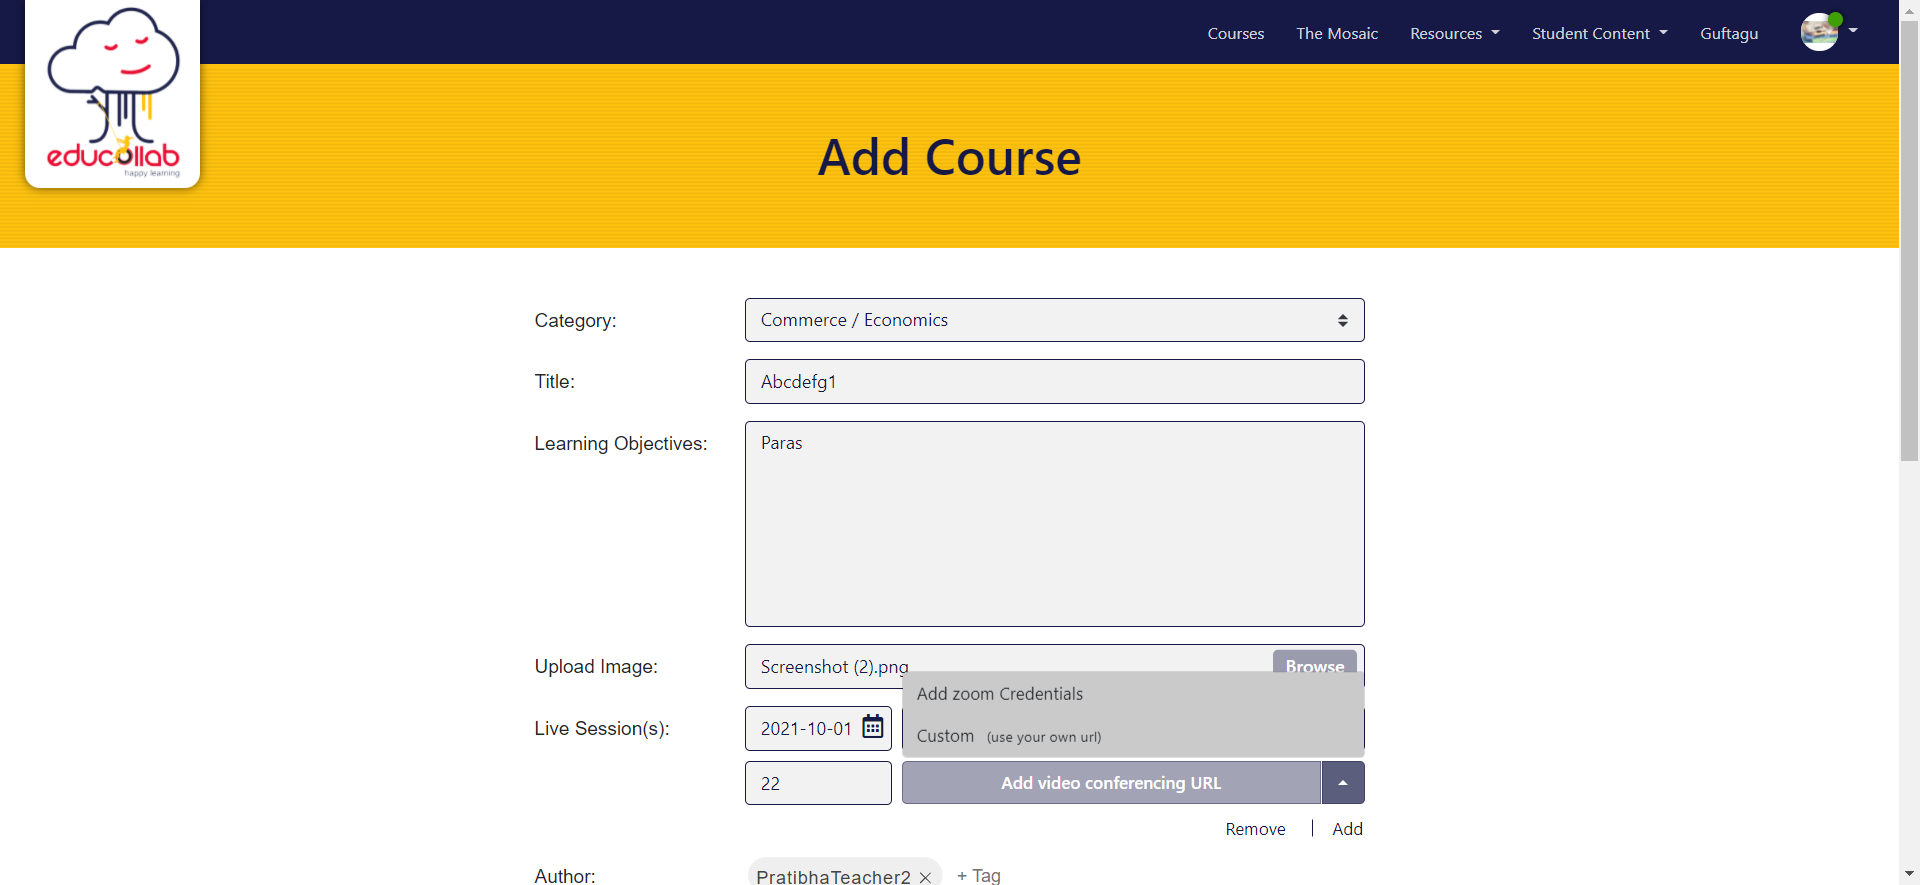 Courses The Mosaic Resources Student Content Guftagu
educollab
happy learning
Add Course
Category: Commerce / Economics
Title: Abcdefg1
Learning Objectives: Paras
Upload Image: Screenshot (2).png Browse
Add zoom Credentials
Live Session(s): 2021-10-01
Custom (use your own url)
22 Add video conferencing URL
Remove | Add
Author: PratibhaTeacher2 × + Tag